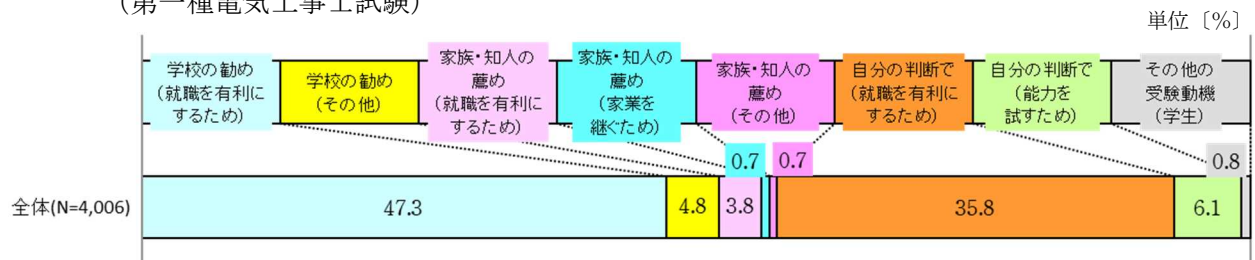 （第一種電気工事士試験）
単位〔%〕
学校の勧め
（就職を有利に
するため）
学校の勧め
（その他）
家族・知人の
薦め
（就職を有利に
するため）
家族・知人の
薦め
（家業を
継ぐため）
家族・知人の
薦め
（その他）
自分の判断で
（就職を有利に
するため）
自分の判断で
（能力を
試すため）
その他の
受験動機
（学生）
0.7
0.7
0.8
全体(N=4,006)
47.3
4.8
3.8
35.8
6.1